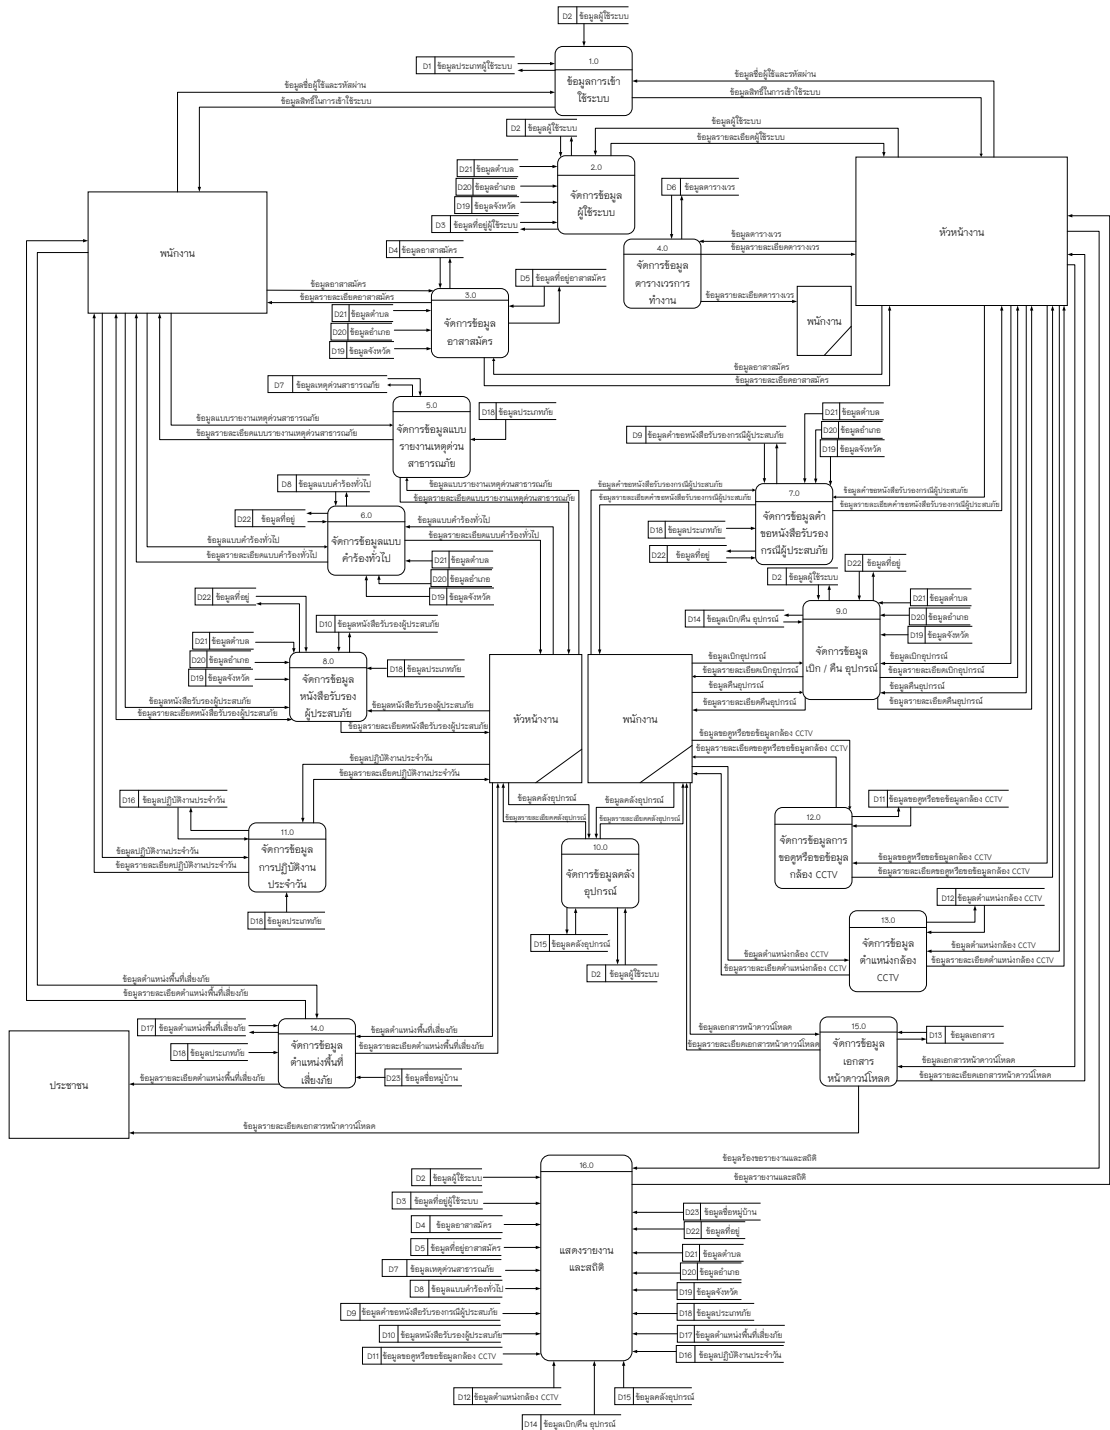 D2 ข้อมูลผู้ใช้ระบบ
1.0
D1 ข้อมูลประเภทผู้ใช้ระบบ
ข้อมูลการเข้า
ใช้ระบบ
ข้อมูลชื่อผู้ใช้และรหัสผ่าน
ข้อมูลสิทธิ์ในการเข้าใช้ระบบ
ข้อมูลชื่อผู้ใช้และรหัสผ่าน
ข้อมูลสิทธิ์ในการเข้าใช้ระบบ
D2 ข้อมูลผู้ใช้ระบบ
ข้อมูลผู้ใช้ระบบ
ข้อมูลรายละเอียดผู้ใช้ระบบ
2.0
จัดการข้อมูล
ผู้ใช้ระบบ
D21 ข้อมูลตำบล
D20 ข้อมูลอำเภอ
D19 ข้อมูลจังหวัด
D3 ข้อมูลที่อยู่ผู้ใช้ระบบ
D6 ข้อมูลตารางเวร
พนักงาน
หัวหน้างาน
4.0
จัดการข้อมูล
ตารางเวรการ
ทำงาน
ข้อมูลตารางเวร
ข้อมูลรายละเอียดตารางเวร
ข้อมูลรายละเอียดตารางเวร
พนักงาน
D4 ข้อมูลอาสาสมัคร
D5 ข้อมูลที่อยู่อาสาสมัคร
ข้อมูลอาสาสมัคร
ข้อมูลรายละเอียดอาสาสมัคร
3.0
จัดการข้อมูล
อาสาสมัคร
D21 ข้อมูลตำบล
D20 ข้อมูลอำเภอ
D19 ข้อมูลจังหวัด
ข้อมูลอาสาสมัคร
ข้อมูลรายละเอียดอาสาสมัคร
D7 ข้อมูลเหตุด่วนสาธารณภัย
5.0
จัดการข้อมูลแบบ
รายงานเหตุด่วน
สาธารณภัย
D18 ข้อมูลประเภทภัย
ข้อมูลแบบรายงานเหตุด่วนสาธารณภัย
ข้อมูลรายละเอียดแบบรายงานเหตุด่วนสาธารณภัย
ข้อมูลแบบรายงานเหตุด่วนสาธารณภัย
ข้อมูลรายละเอียดแบบรายงานเหตุด่วนสาธารณภัย
D21 ข้อมูลตำบล
D20 ข้อมูลอำเภอ
D19 ข้อมูลจังหวัด
D9 ข้อมูลคำขอหนังสือรับรองกรณีผู้ประสบภัย
7.0
จัดการข้อมูลคำ
ขอหนังสือรับรอง
กรณีผู้ประสบภัย
ข้อมูลคำขอหนังสือรับรองกรณีผู้ประสบภัย
ข้อมูลรายละเอียดคำขอหนังสือรับรองกรณีผู้ประสบภัย
ข้อมูลคำขอหนังสือรับรองกรณีผู้ประสบภัย
ข้อมูลรายละเอียดคำขอหนังสือรับรองกรณีผู้ประสบภัย
D18 ข้อมูลประเภทภัย
D22 ข้อมูลที่อยู่
D8 ข้อมูลแบบคำร้องทั่วไป
6.0
จัดการข้อมูลแบบ
คำร้องทั่วไป
D22 ข้อมูลที่อยู่
ข้อมูลแบบคำร้องทั่วไป
ข้อมูลรายละเอียดแบบคำร้องทั่วไป
ข้อมูลแบบคำร้องทั่วไป
ข้อมูลรายละเอียดแบบคำร้องทั่วไป
D21 ข้อมูลตำบล
D20 ข้อมูลอำเภอ
D19 ข้อมูลจังหวัด
D2 ข้อมูลผู้ใช้ระบบ
D22 ข้อมูลที่อยู่
9.0
จัดการข้อมูล
เบิก / คืน อุปกรณ์
D14 ข้อมูลเบิก/คืน อุปกรณ์
D21 ข้อมูลตำบล
D20 ข้อมูลอำเภอ
D19 ข้อมูลจังหวัด
ข้อมูลเบิกอุปกรณ์
ข้อมูลรายละเอียดเบิกอุปกรณ์
ข้อมูลคืนอุปกรณ์
ข้อมูลรายละเอียดคืนอุปกรณ์
ข้อมูลเบิกอุปกรณ์
ข้อมูลรายละเอียดเบิกอุปกรณ์
ข้อมูลคืนอุปกรณ์
ข้อมูลรายละเอียดคืนอุปกรณ์
D22 ข้อมูลที่อยู่
D10 ข้อมูลหนังสือรับรองผู้ประสบภัย
D21 ข้อมูลตำบล
D20 ข้อมูลอำเภอ
D19 ข้อมูลจังหวัด
8.0
จัดการข้อมูล
หนังสือรับรอง
ผู้ประสบภัย
D18 ข้อมูลประเภทภัย
ข้อมูลหนังสือรับรองผู้ประสบภัย
ข้อมูลรายละเอียดหนังสือรับรองผู้ประสบภัย
ข้อมูลหนังสือรับรองผู้ประสบภัย
ข้อมูลรายละเอียดหนังสือรับรองผู้ประสบภัย
หัวหน้างาน
พนักงาน
ข้อมูลปฏิบัติงานประจำวัน
ข้อมูลรายละเอียดปฏิบัติงานประจำวัน
D16 ข้อมูลปฏิบัติงานประจำวัน
11.0
จัดการข้อมูล
การปฏิบัติงาน
ประจำวัน
ข้อมูลปฏิบัติงานประจำวัน
ข้อมูลรายละเอียดปฏิบัติงานประจำวัน
D18 ข้อมูลประเภทภัย
ข้อมูลคลังอุปกรณ์
ข้อมูลรายละเอียดคลังอุปกรณ์
ข้อมูลคลังอุปกรณ์
ข้อมูลรายละเอียดคลังอุปกรณ์
10.0
จัดการข้อมูลคลัง
อุปกรณ์
D15 ข้อมูลคลังอุปกรณ์
D2 ข้อมูลผู้ใช้ระบบ
ข้อมูลขอดูหรือขอข้อมูลกล้อง CCTV
ข้อมูลรายละเอียดขอดูหรือขอข้อมูลกล้อง CCTV
D11 ข้อมูลขอดูหรือขอข้อมูลกล้อง CCTV
12.0
จัดการข้อมูลการ
ขอดูหรือขอข้อมูล
กล้อง CCTV
ข้อมูลขอดูหรือขอข้อมูลกล้อง CCTV
ข้อมูลรายละเอียดขอดูหรือขอข้อมูลกล้อง CCTV
D12 ข้อมูลตำแหน่งกล้อง CCTV
13.0
จัดการข้อมูล
ตำแหน่งกล้อง
CCTV
ข้อมูลตำแหน่งกล้อง CCTV
ข้อมูลรายละเอียดตำแหน่งกล้อง CCTV
ข้อมูลตำแหน่งกล้อง CCTV
ข้อมูลรายละเอียดตำแหน่งกล้อง CCTV
ข้อมูลตำแหน่งพื้นที่เสี่ยงภัย
ข้อมูลรายละเอียดตำแหน่งพื้นที่เสี่ยงภัย
D17 ข้อมูลตำแหน่งพื้นที่เสี่ยงภัย
D18 ข้อมูลประเภทภัย
14.0
จัดการข้อมูล
ตำแหน่งพื้นที่
เสี่ยงภัย
ข้อมูลตำแหน่งพื้นที่เสี่ยงภัย
ข้อมูลรายละเอียดตำแหน่งพื้นที่เสี่ยงภัย
D23 ข้อมูลชื่อหมู่บ้าน
ข้อมูลรายละเอียดตำแหน่งพื้นที่เสี่ยงภัย
ประชาชน
ข้อมูลรายละเอียดเอกสารหน้าดาวน์โหลด
ข้อมูลเอกสารหน้าดาวน์โหลด
ข้อมูลรายละเอียดเอกสารหน้าดาวน์โหลด
15.0
จัดการข้อมูล
เอกสาร
หน้าดาวน์โหลด
D13 ข้อมูลเอกสาร
ข้อมูลเอกสารหน้าดาวน์โหลด
ข้อมูลรายละเอียดเอกสารหน้าดาวน์โหลด
ข้อมูลร้องขอรายงานและสถิติ
ข้อมูลรายงานและสถิติ
16.0
แสดงรายงาน
และสถิติ
D2 ข้อมูลผู้ใช้ระบบ
D3 ข้อมูลที่อยู่ผู้ใช้ระบบ
D4 ข้อมูลอาสาสมัคร
D5 ข้อมูลที่อยู่อาสาสมัคร
D7 ข้อมูลเหตุด่วนสาธารณภัย
D8 ข้อมูลแบบคำร้องทั่วไป
D9 ข้อมูลคำขอหนังสือรับรองกรณีผู้ประสบภัย
D10 ข้อมูลหนังสือรับรองผู้ประสบภัย
D11 ข้อมูลขอดูหรือขอข้อมูลกล้อง CCTV
D23 ข้อมูลชื่อหมู่บ้าน
D22 ข้อมูลที่อยู่
D21 ข้อมูลตำบล
D20 ข้อมูลอำเภอ
D19 ข้อมูลจังหวัด
D18 ข้อมูลประเภทภัย
D17 ข้อมูลตำแหน่งพื้นที่เสี่ยงภัย
D16 ข้อมูลปฏิบัติงานประจำวัน
D12 ข้อมูลตำแหน่งกล้อง CCTV
D15 ข้อมูลคลังอุปกรณ์
D14 ข้อมูลเบิก/คืน อุปกรณ์